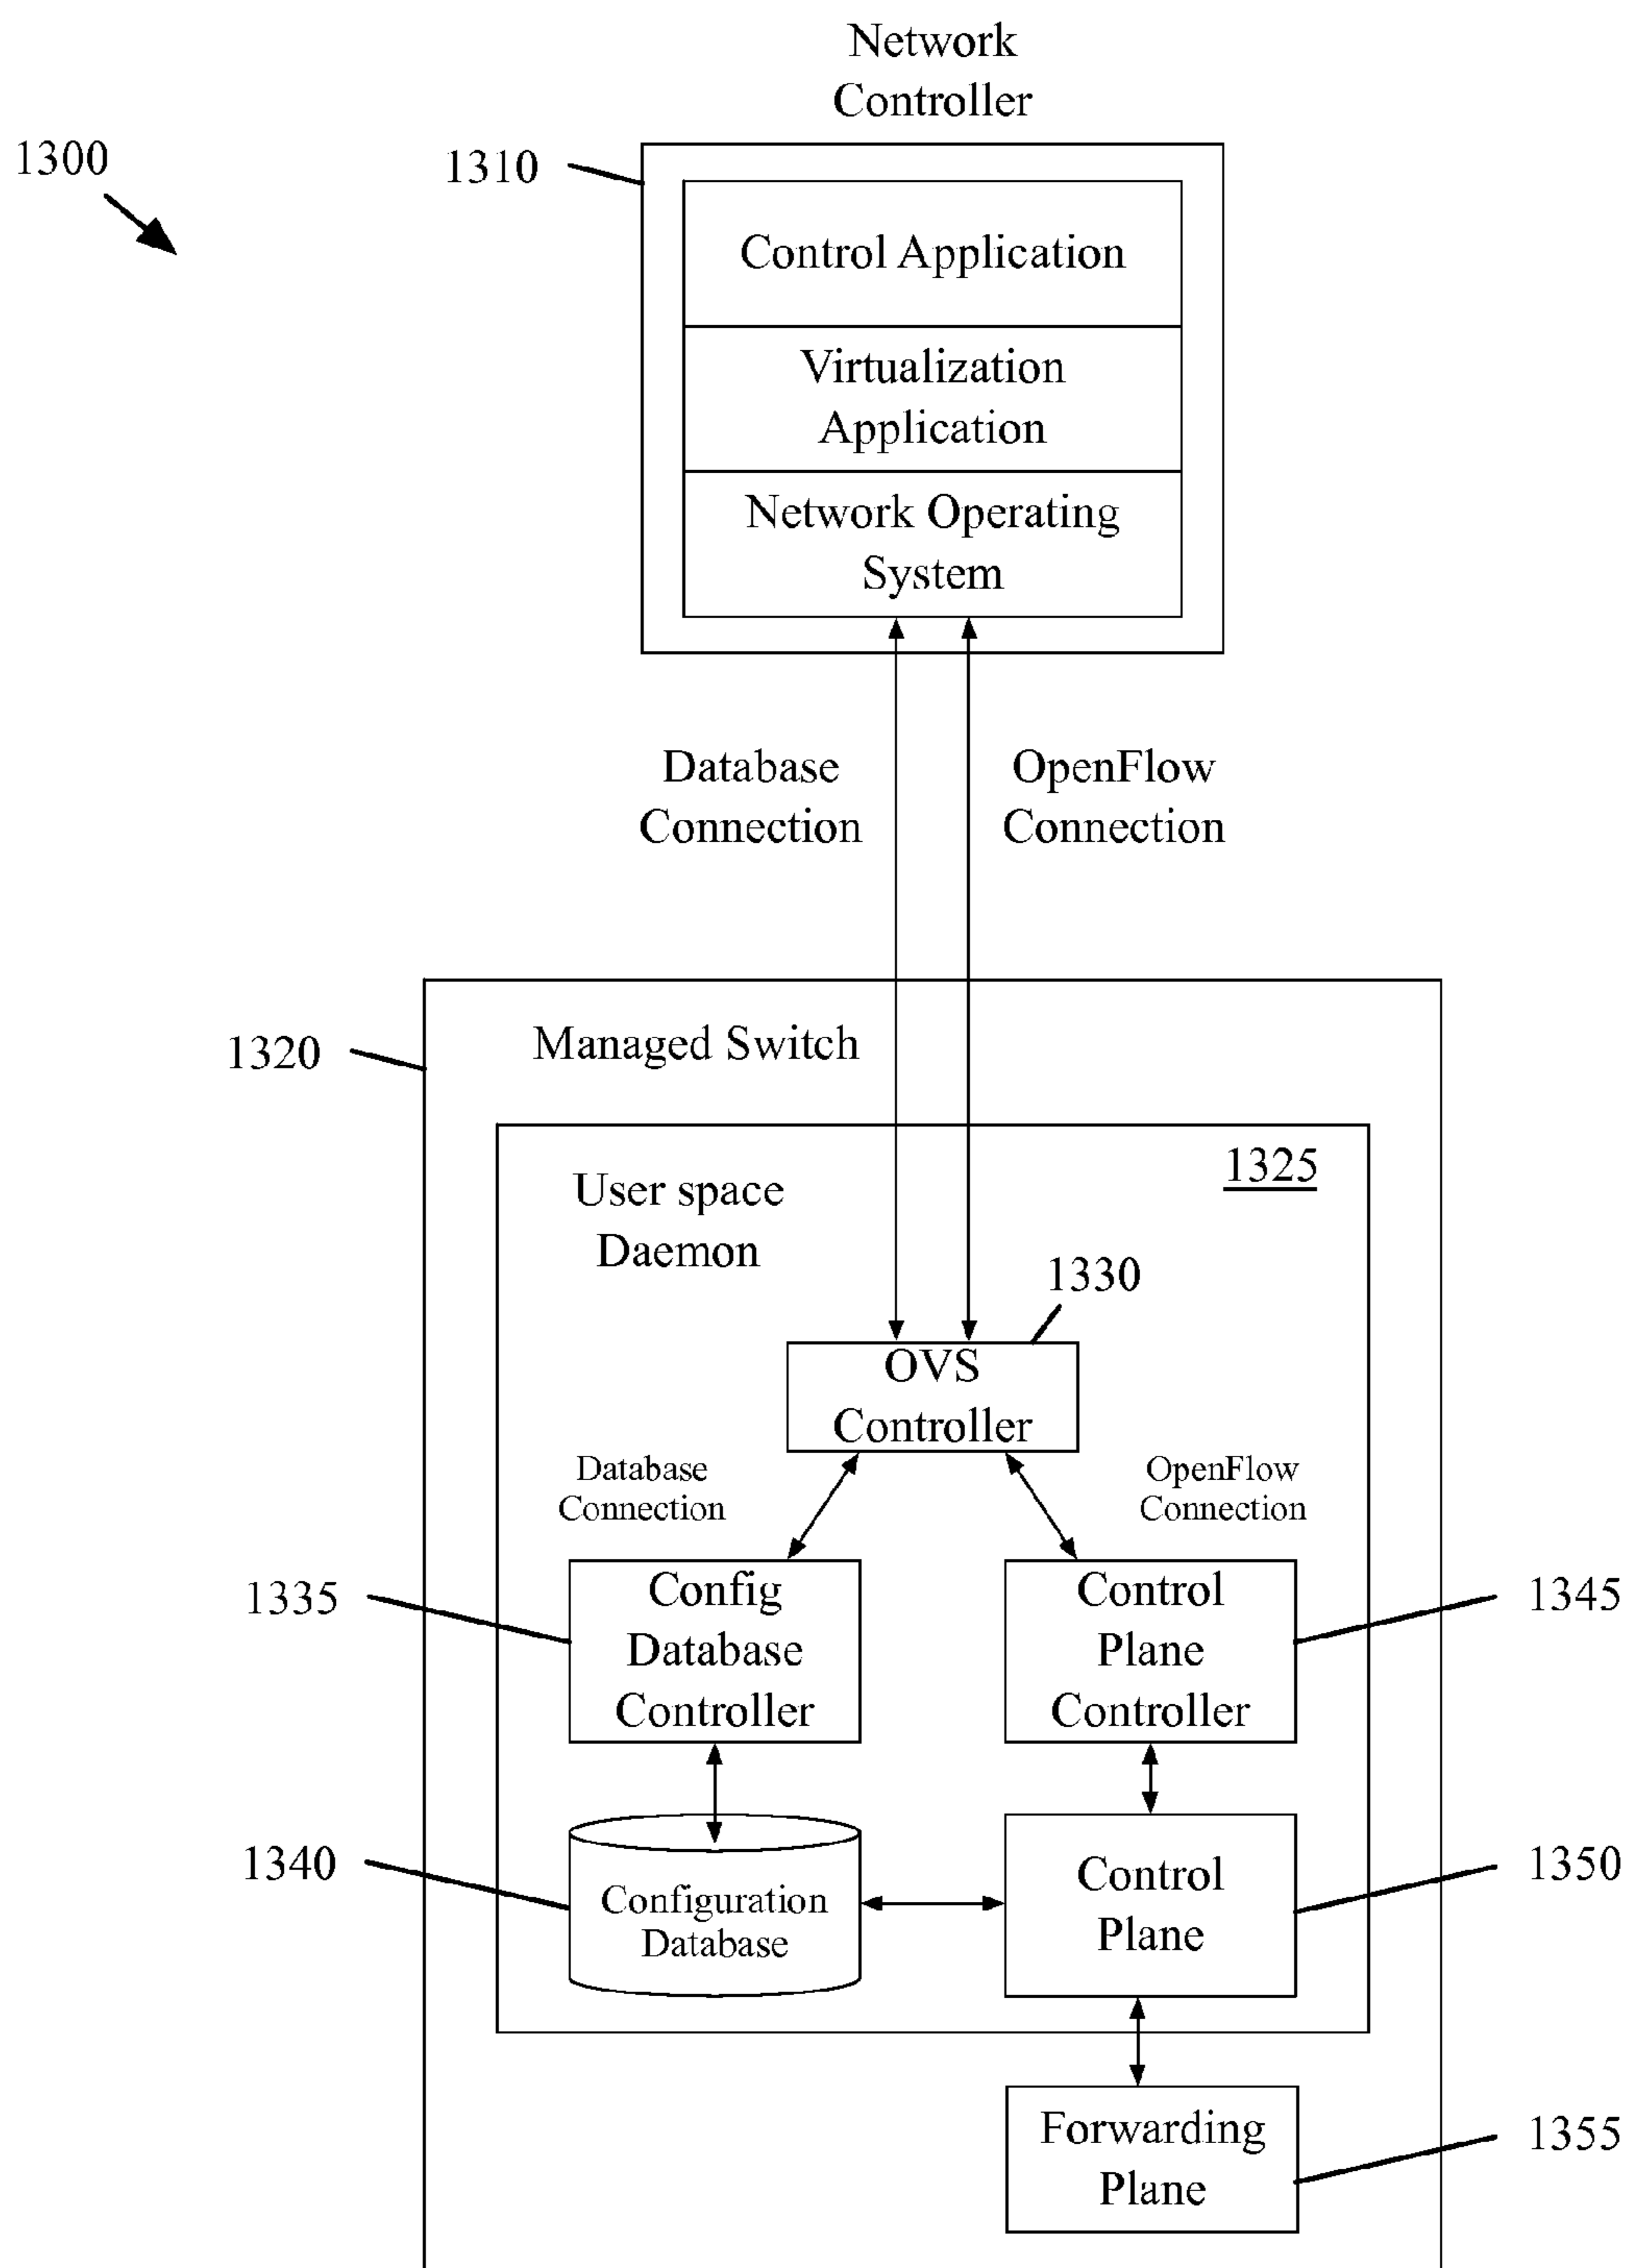 Network
Controller
1300
1310
Control Application
Virtualization
Application
Network Operating
System
Database
Connection
OpenFlow
Connection
1320
Managed Switch
1325
User space
Daemon
1330
OVS
Controller
Database
Connection
OpenFlow
Connection
1335
Config
Database
Controller
Control
Plane
Controller
1345
1340
Configuration
Database
Control
Plane
1350
Forwarding
Plane
1355